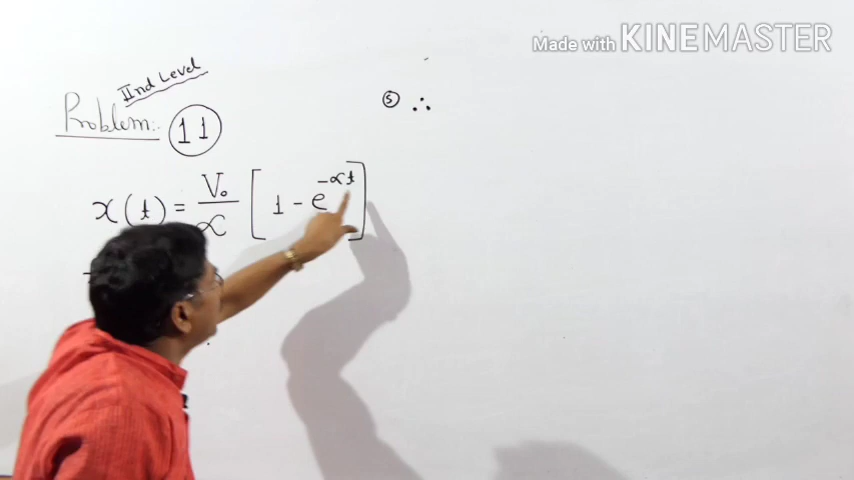 Made with KINEMASTER
IInd Level
Problem:- 11
(5) ∴
x(t) = V₀/α [1 - e^(-αt)]